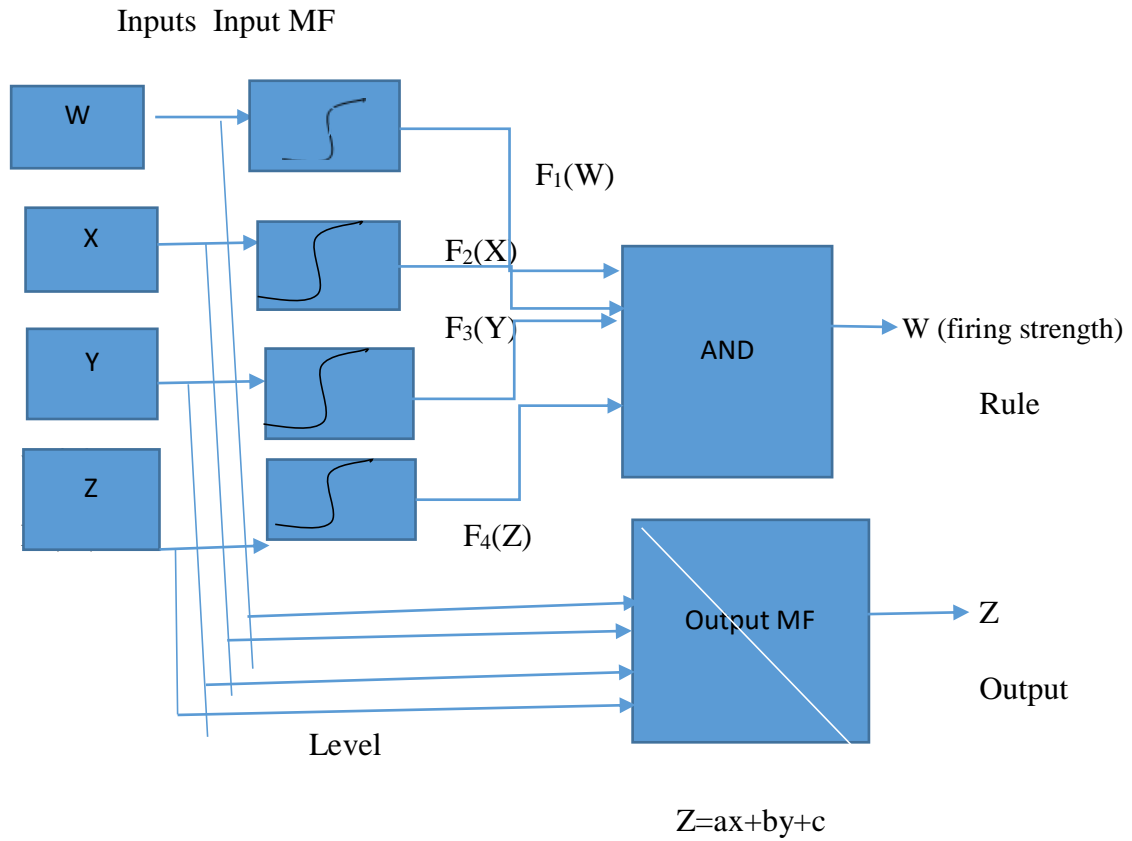 Inputs Input MF
W
F₁(W)
X
F₂(X)
F₃(Y)
W (firing strength)
Y
AND
Rule
Z
F₄(Z)
Output MF
Z
Output
Level
Z=ax+by+c